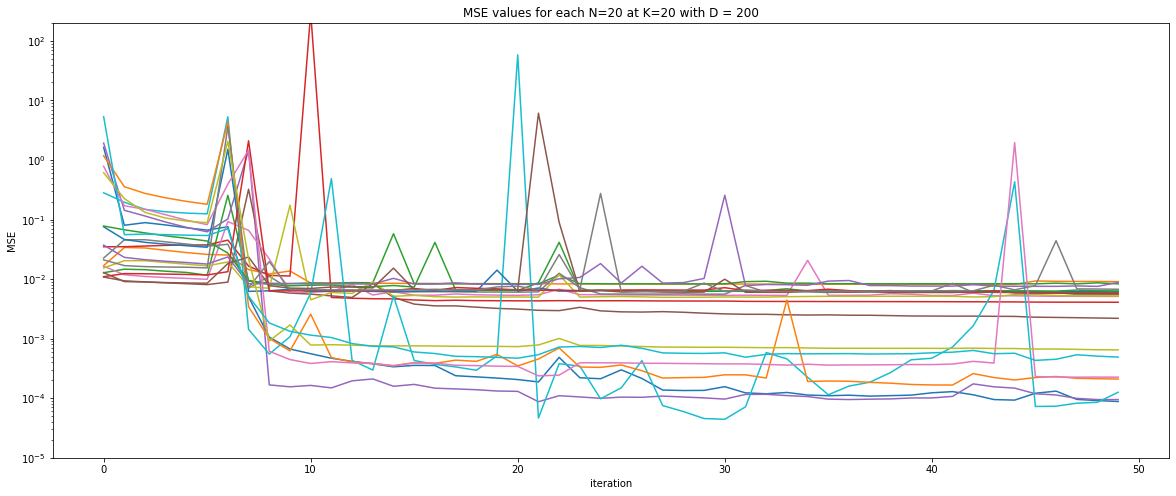 MSE values for each N=20 at K=20 with D = 200
10²
10¹
10⁰
10⁻¹
10⁻²
10⁻³
10⁻⁴
10⁻⁵
MSE
0 10 20 30 40 50
iteration